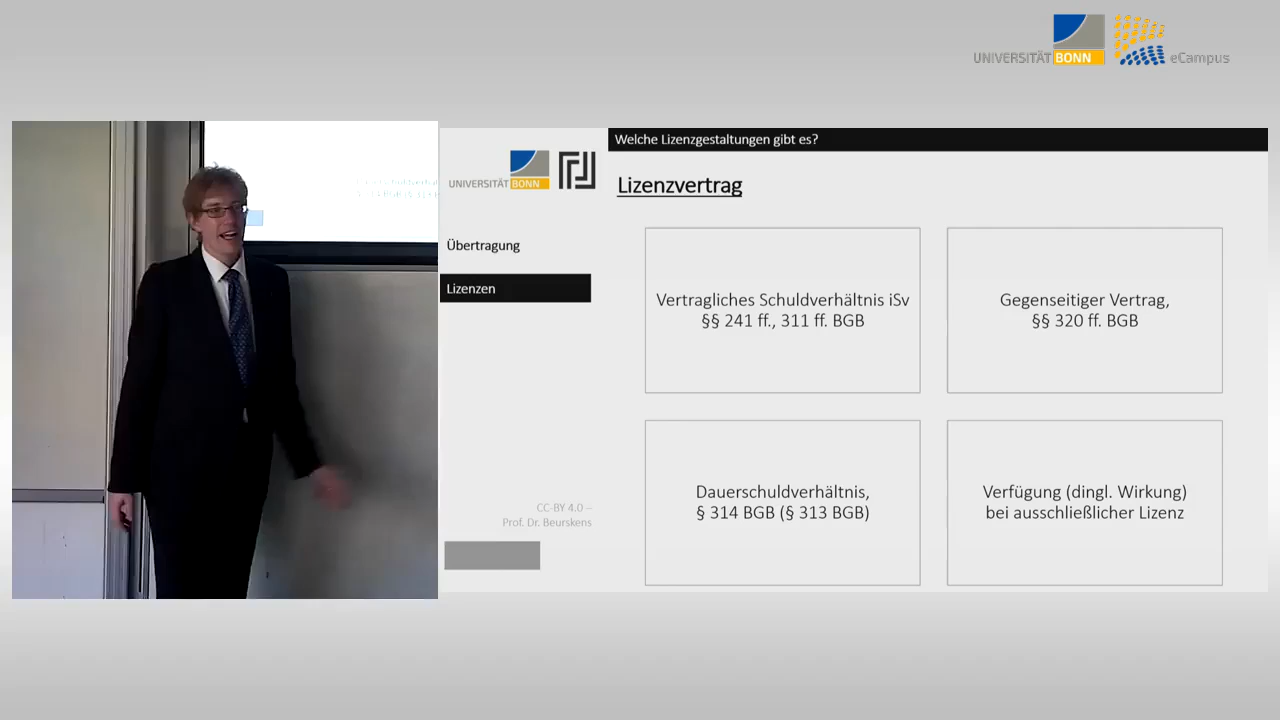 UNIVERSITÄT BONN eCampus
Welche Lizenzgestaltungen gibt es?
UNIVERSITÄT BONN
Lizenzvertrag
Übertragung
Lizenzen
Vertragliches Schuldverhältnis iSv
§§ 241 ff., 311 ff. BGB
Gegenseitiger Vertrag,
§§ 320 ff. BGB
Dauerschuldverhältnis,
§ 314 BGB (§ 313 BGB)
Verfügung (dingl. Wirkung)
bei ausschließlicher Lizenz
CC-BY 4.0 –
Prof. Dr. Beurskens